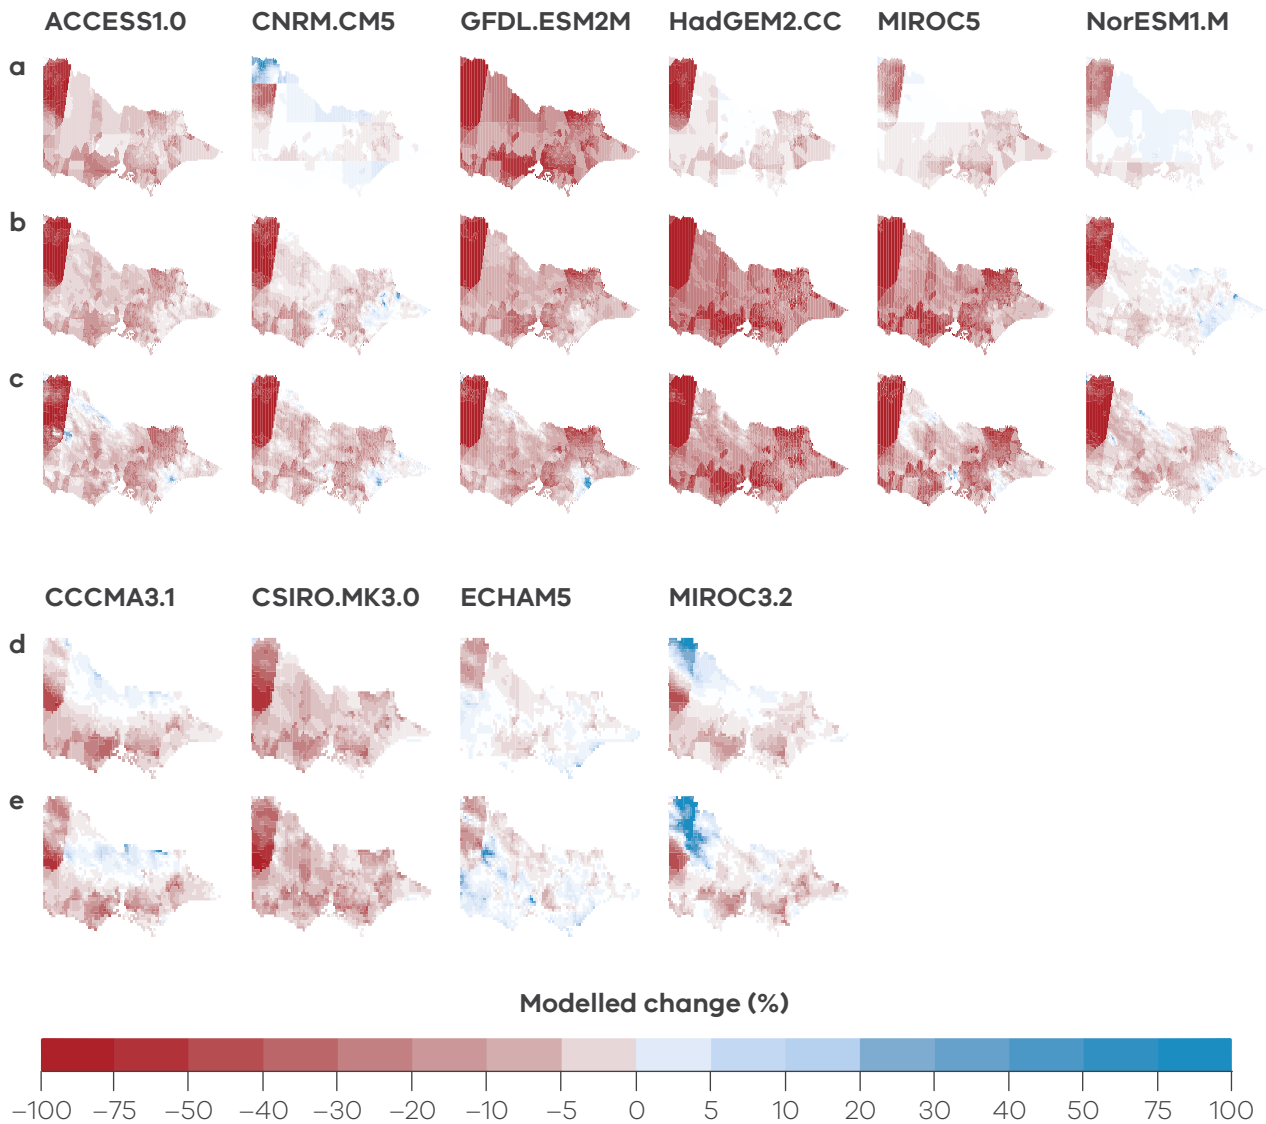 ACCESS1.0 CNRM.CM5 GFDL.ESM2M HadGEM2.CC MIROC5 NorESM1.M
a
b
c
CCCMA3.1 CSIRO.MK3.0 ECHAM5 MIROC3.2
d
e
Modelled change (%)
−100 −75 −50 −40 −30 −20 −10 −5 0 5 10 20 30 40 50 75 100